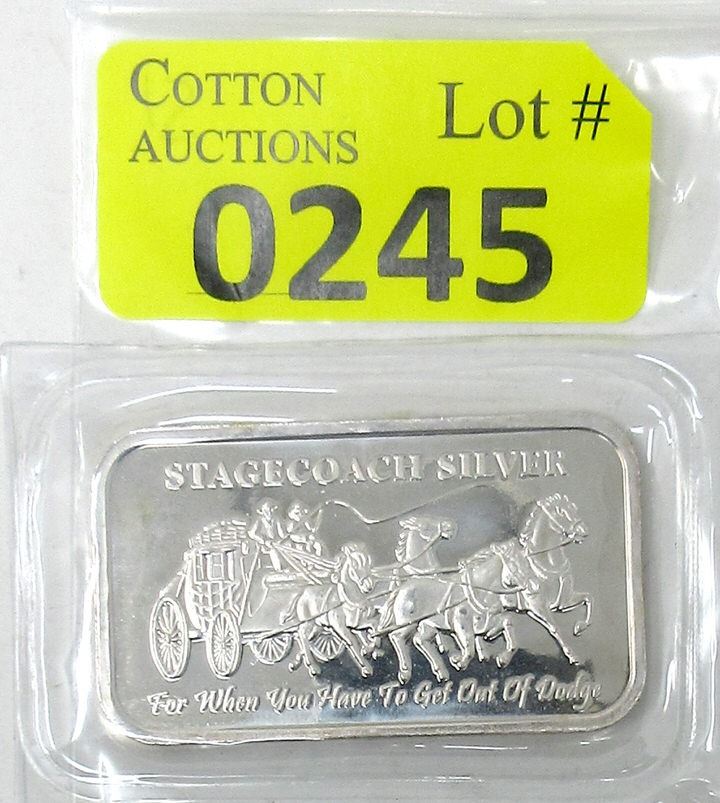 COTTON
AUCTIONS
Lot #
0245
STAGECOACH SILVER
For When You Have To Get Out Of Dodge